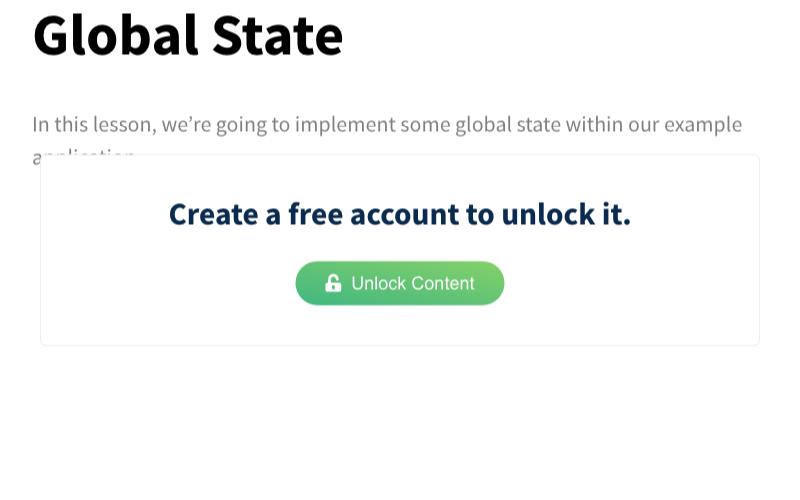 Global State
In this lesson, we’re going to implement some global state within our example
Create a free account to unlock it.
Unlock Content